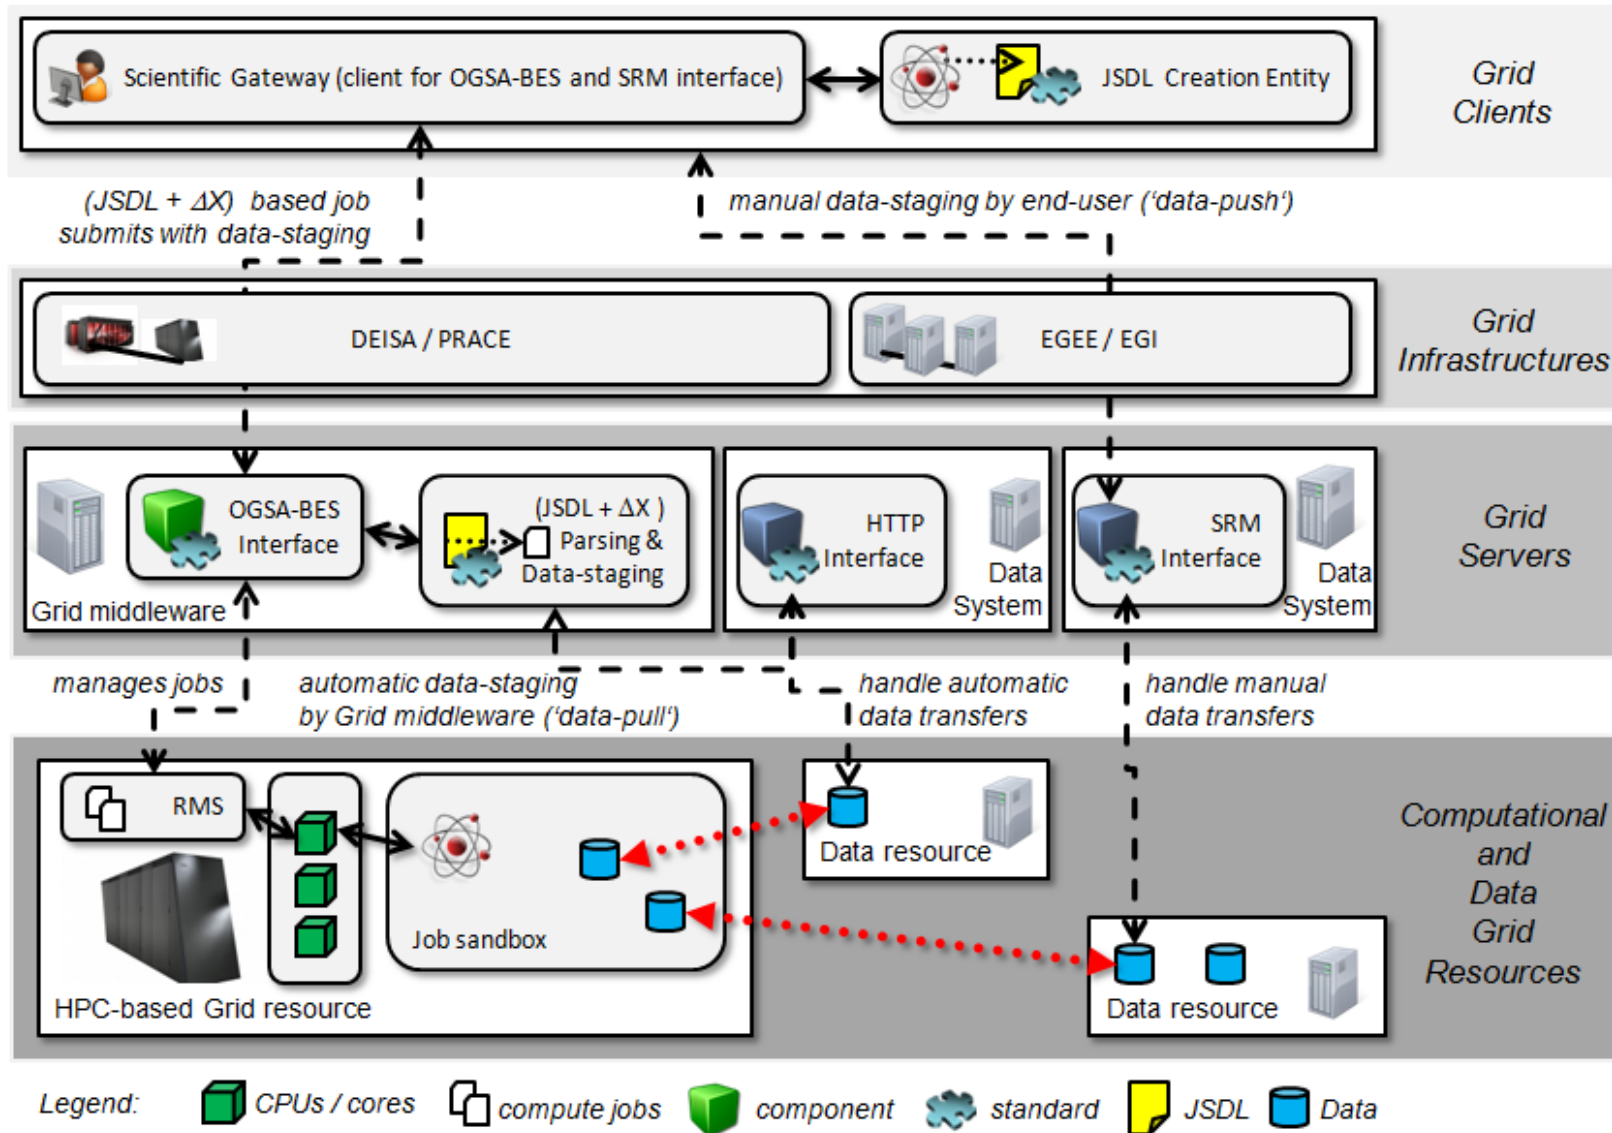 Scientific Gateway (client for OGSA-BES and SRM interface)
JSDL Creation Entity
Grid
Clients
(JSDL + ΔX) based job
submits with data-staging
manual data-staging by end-user (‘data-push‘)
DEISA / PRACE
EGEE / EGI
Grid
Infrastructures
OGSA-BES
Interface
(JSDL + ΔX )
Parsing &
Data-staging
Grid middleware
HTTP
Interface
Data
System
SRM
Interface
Data
System
Grid
Servers
manages jobs
automatic data-staging
by Grid middleware (‘data-pull‘)
handle automatic
data transfers
handle manual
data transfers
RMS
Job sandbox
HPC-based Grid resource
Data resource
Data resource
Computational
and
Data
Grid
Resources
Legend:
CPUs / cores
compute jobs
component
standard
JSDL
Data